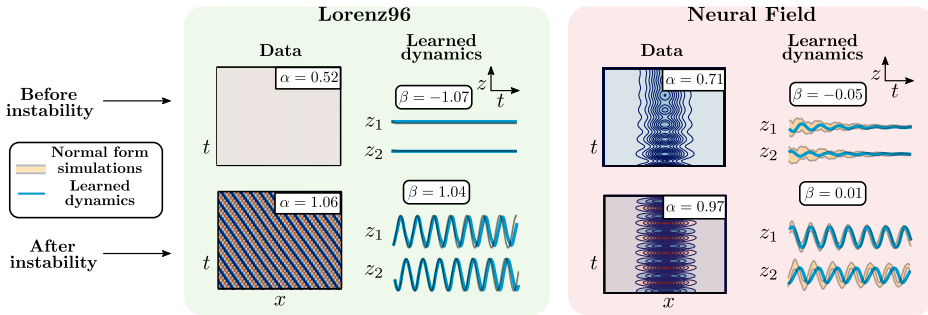 Lorenz96
Neural Field
Data
Learned
dynamics
Data
Learned
dynamics
Before
instability
α = 0.52
t
β = −1.07
z
t
z1
z2
α = 0.71
t
β = −0.05
z
t
z1
z2
Normal form
simulations
Learned
dynamics
After
instability
α = 1.06
t
x
β = 1.04
z1
z2
α = 0.97
t
x
β = 0.01
z1
z2